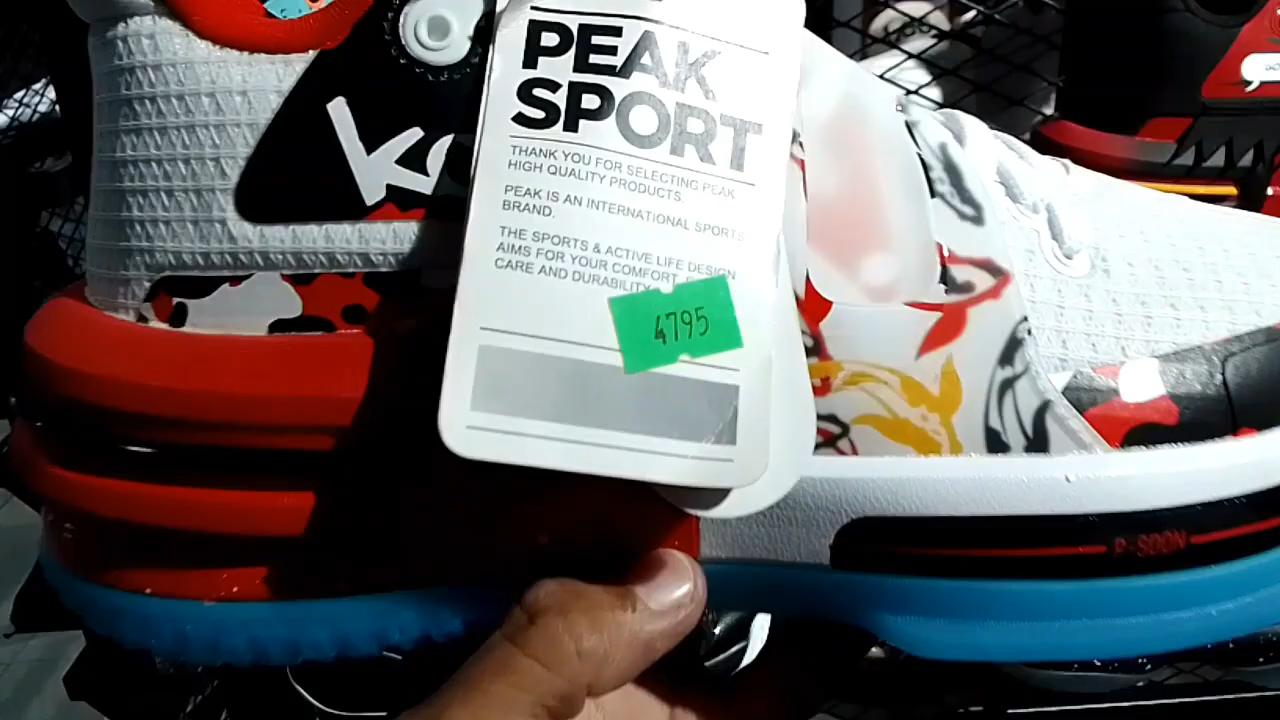 PEAK
SPORT
THANK YOU FOR SELECTING PEAK
HIGH QUALITY PRODUCTS.
PEAK IS AN INTERNATIONAL SPORTS
BRAND.
THE SPORTS & ACTIVE LIFE DESIGN
AIMS FOR YOUR COMFORT,
CARE AND DURABILITY
4795
P-SOON